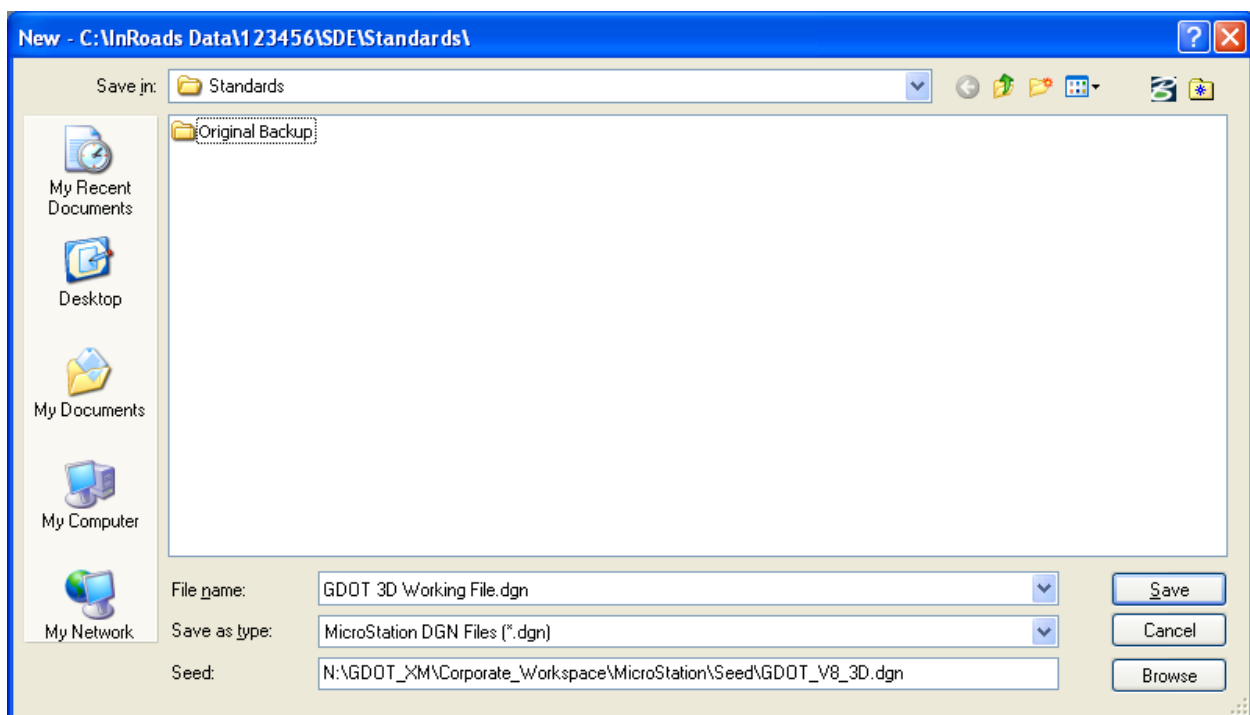 New - C:\InRoads Data\123456\SDE\Standards\
Save in:
Standards
Original Backup
My Recent
Documents
Desktop
My Documents
My Computer
My Network
File name:
GDOT 3D Working File.dgn
Save
Save as type:
MicroStation DGN Files (*.dgn)
Cancel
Seed:
N:\GDOT_XM\Corporate_Workspace\MicroStation\Seed\GDOT_V8_3D.dgn
Browse